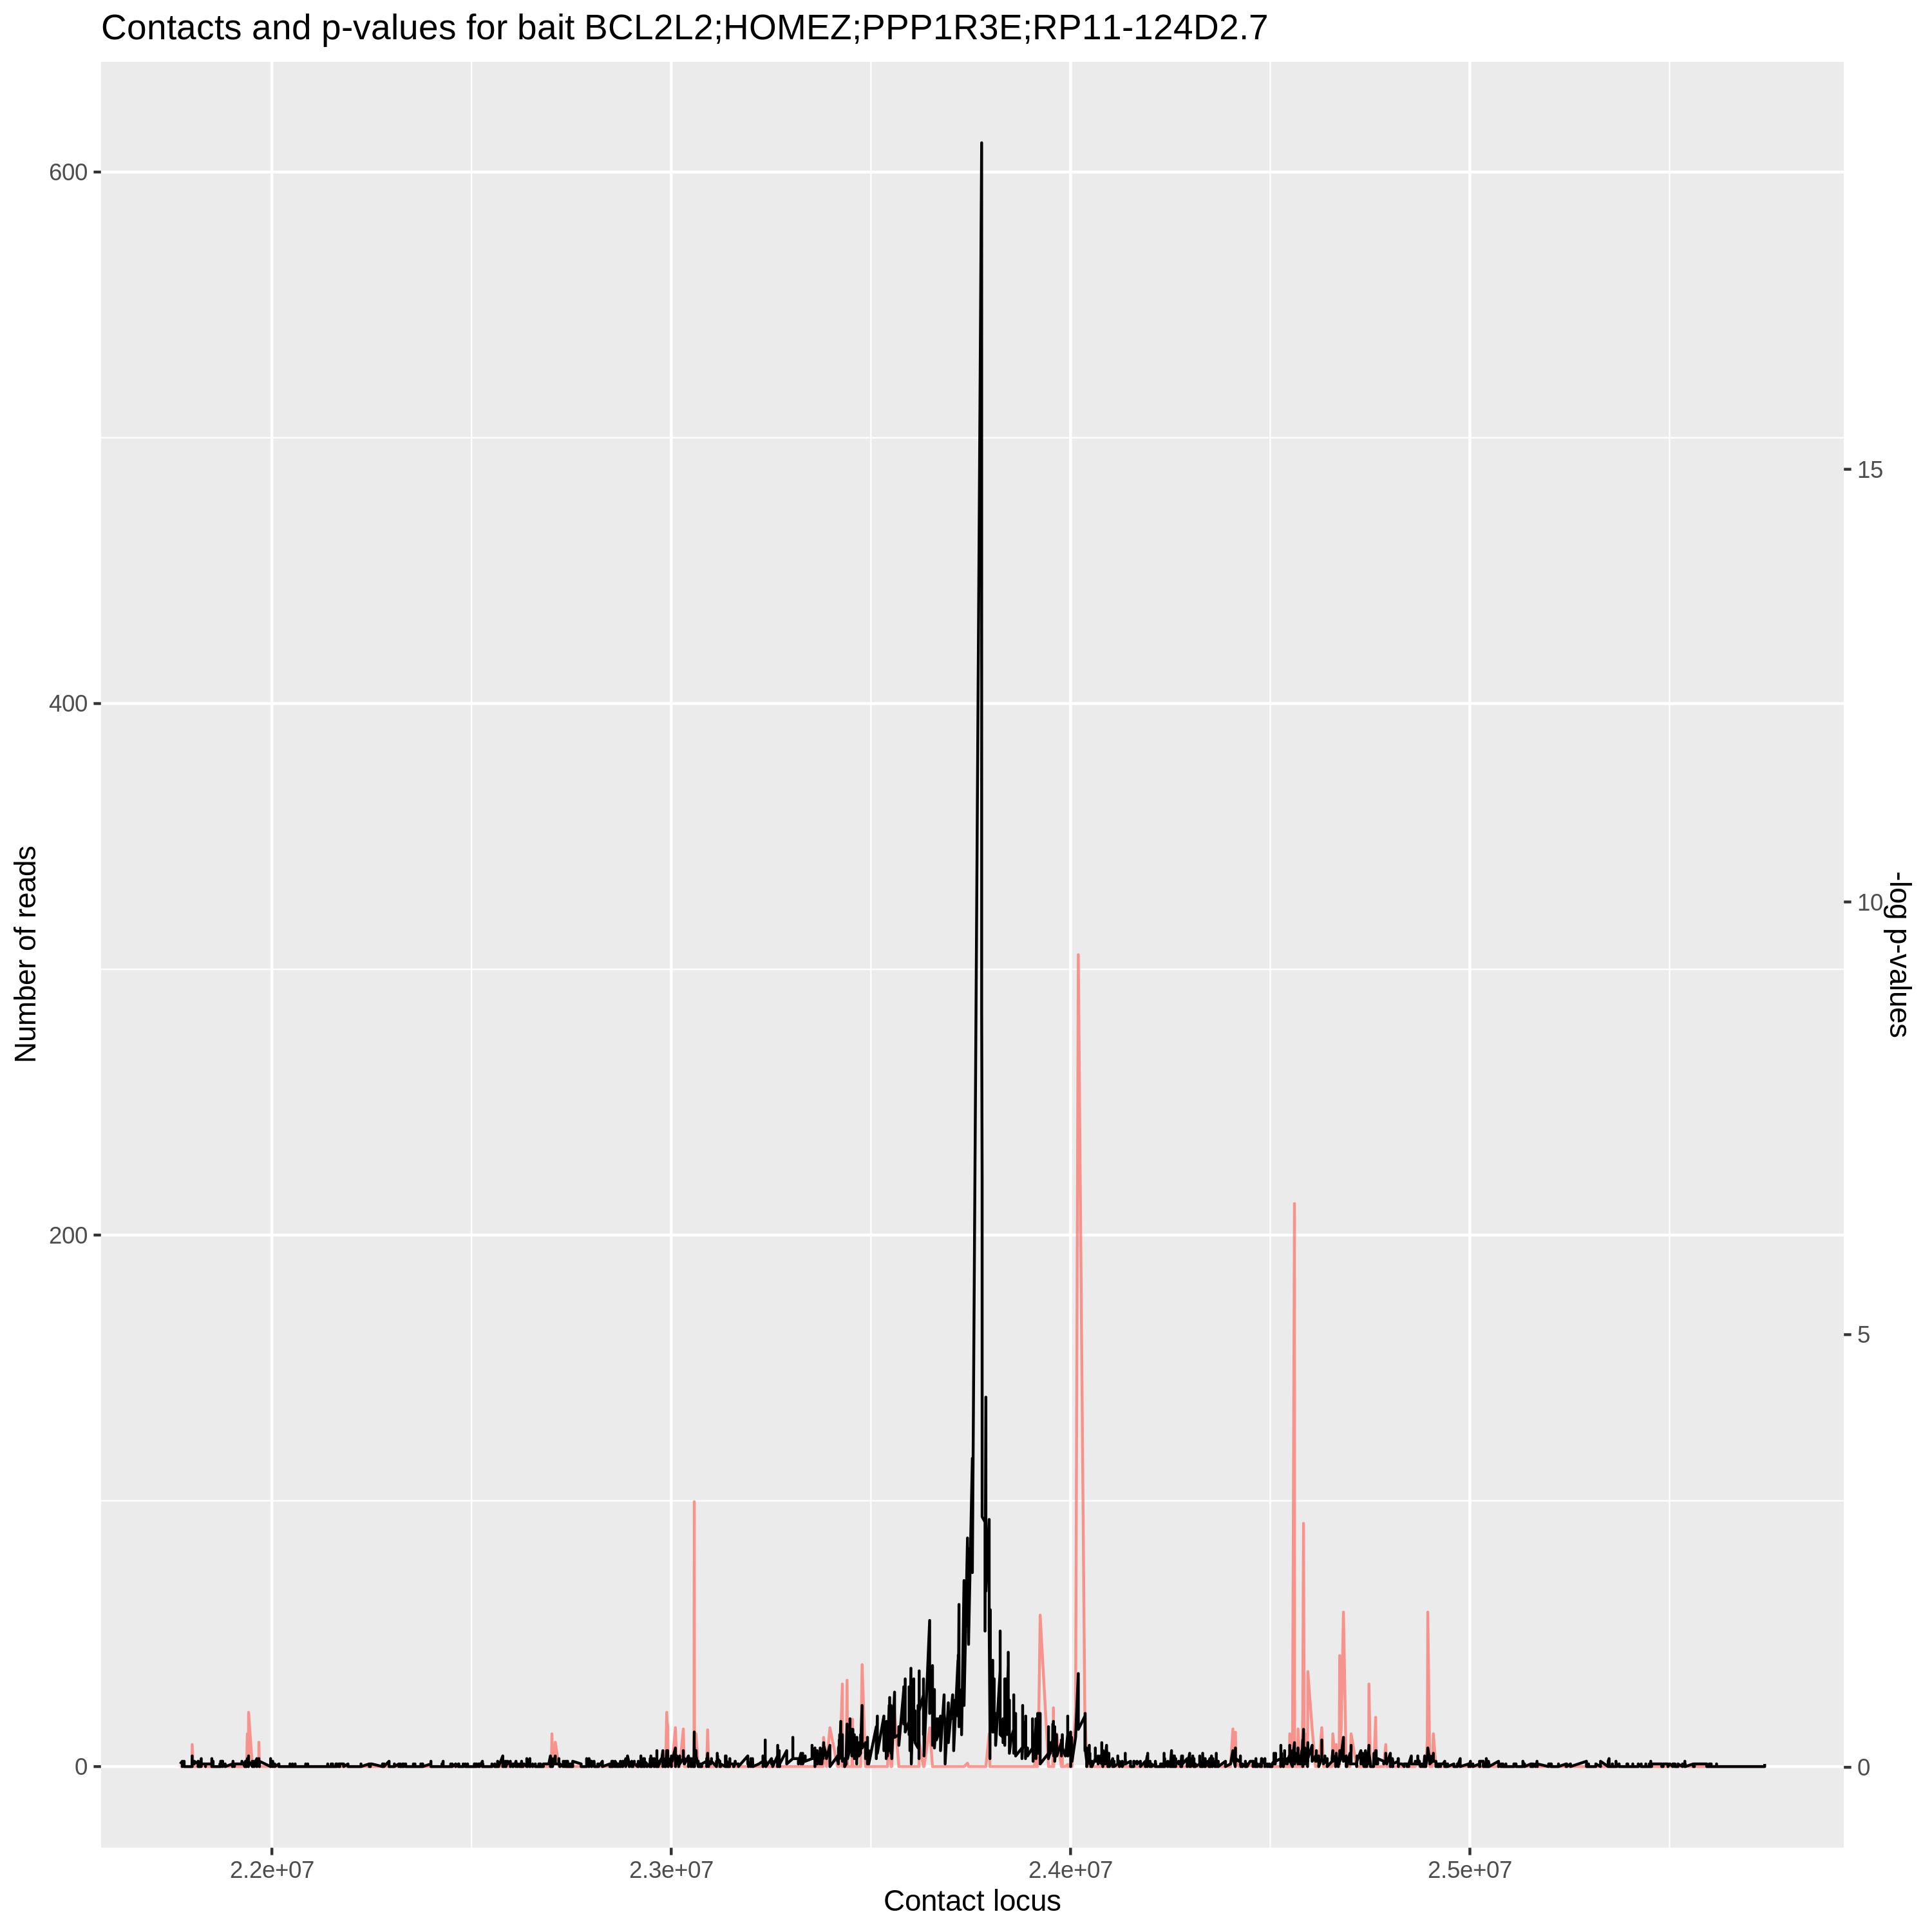 Contacts and p-values for bait BCL2L2;HOMEZ;PPP1R3E;RP11-124D2.7
600
400
200
0
Number of reads
15
10
5
0
-log p-values
2.2e+07
2.3e+07
2.4e+07
2.5e+07
Contact locus